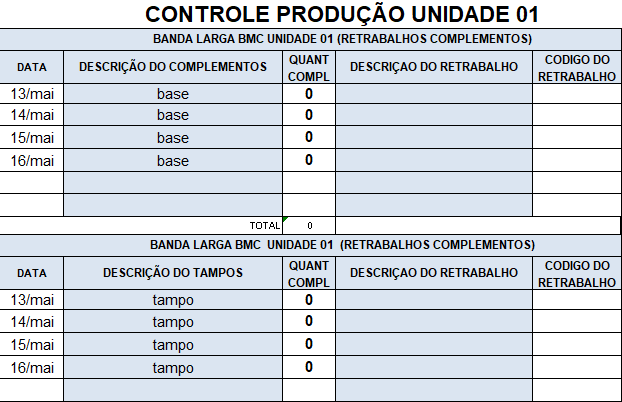 CONTROLE PRODUÇÃO UNIDADE 01
BANDA LARGA BMC UNIDADE 01 (RETRABALHOS COMPLEMENTOS)
DATA DESCRIÇÃO DO COMPLEMENTOS QUANT COMPL DESCRIÇAO DO RETRABALHO CODIGO DO RETRABALHO
13/mai base 0
14/mai base 0
15/mai base 0
16/mai base 0
TOTAL 0
BANDA LARGA BMC UNIDADE 01 (RETRABALHOS COMPLEMENTOS)
DATA DESCRIÇÃO DO TAMPOS QUANT COMPL DESCRIÇAO DO RETRABALHO CODIGO DO RETRABALHO
13/mai tampo 0
14/mai tampo 0
15/mai tampo 0
16/mai tampo 0